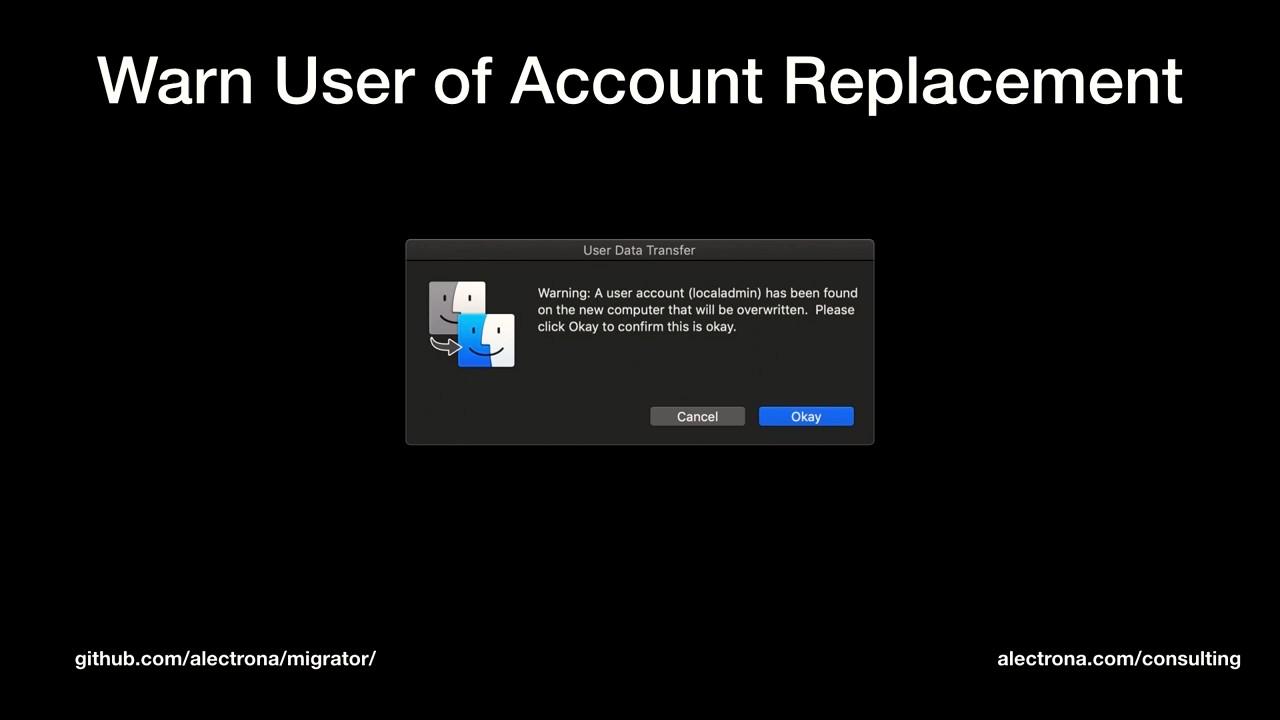 Warn User of Account Replacement
User Data Transfer
Warning: A user account (localadmin) has been found
on the new computer that will be overwritten.  Please
click Okay to confirm this is okay.
Cancel
Okay
github.com/alectrona/migrator/
alectrona.com/consulting